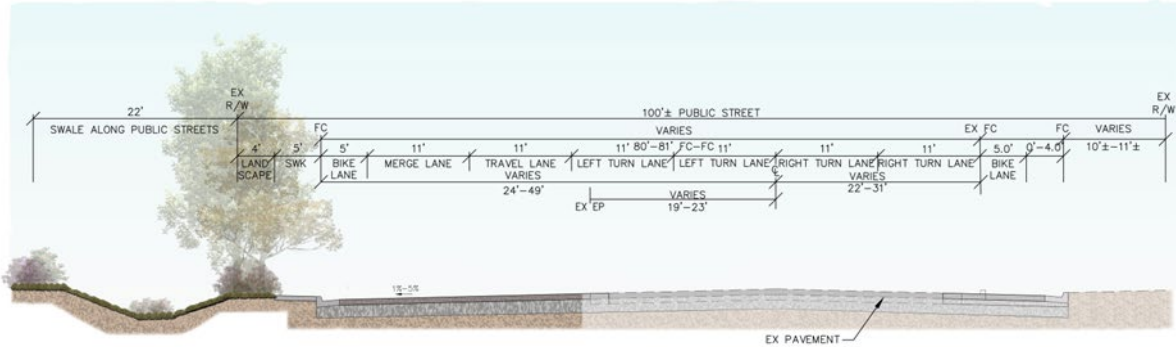 EX
R/W
EX
R/W
22'
100'± PUBLIC STREET
SWALE ALONG PUBLIC STREETS
FC
VARIES
EX FC
FC
VARIES
4'
5'
5'
11'
11'
11' 80'-81' FC-FC
11'
11'
11'
5.0'
0'-4.0'
10'±-11'±
LAND
SCAPE
SWK
BIKE
LANE
MERGE LANE
TRAVEL LANE
LEFT TURN LANE
LEFT TURN LANE
RIGHT TURN LANE
RIGHT TURN LANE
BIKE
LANE
VARIES
24'-49'
VARIES
22'-31'
VARIES
19'-23'
EX EP
1%-5%
EX PAVEMENT